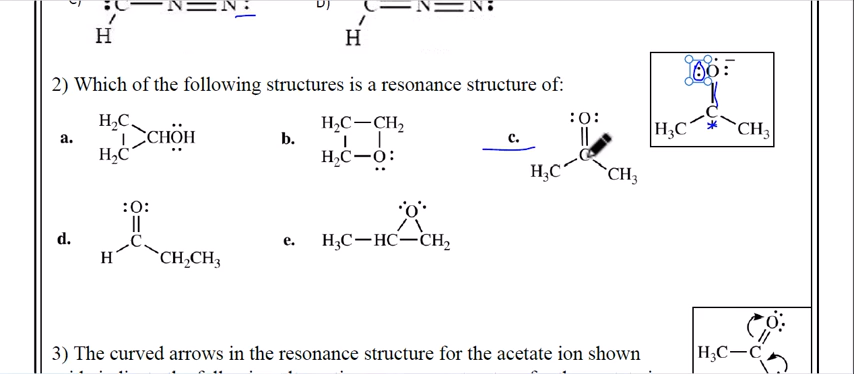 :C—N≡N:
H
D) C—N≡N:
H
2) Which of the following structures is a resonance structure of:
:Ö:⁻
C
H₃C * CH₃
a. H₂C
CHÖH
H₂C
b. H₂C—CH₂
H₂C—O:
c. :O:
C
H₃C CH₃
d. :O:
C
H CH₂CH₃
e. O
H₃C—HC—CH₂
3) The curved arrows in the resonance structure for the acetate ion shown
O:
H₃C—C